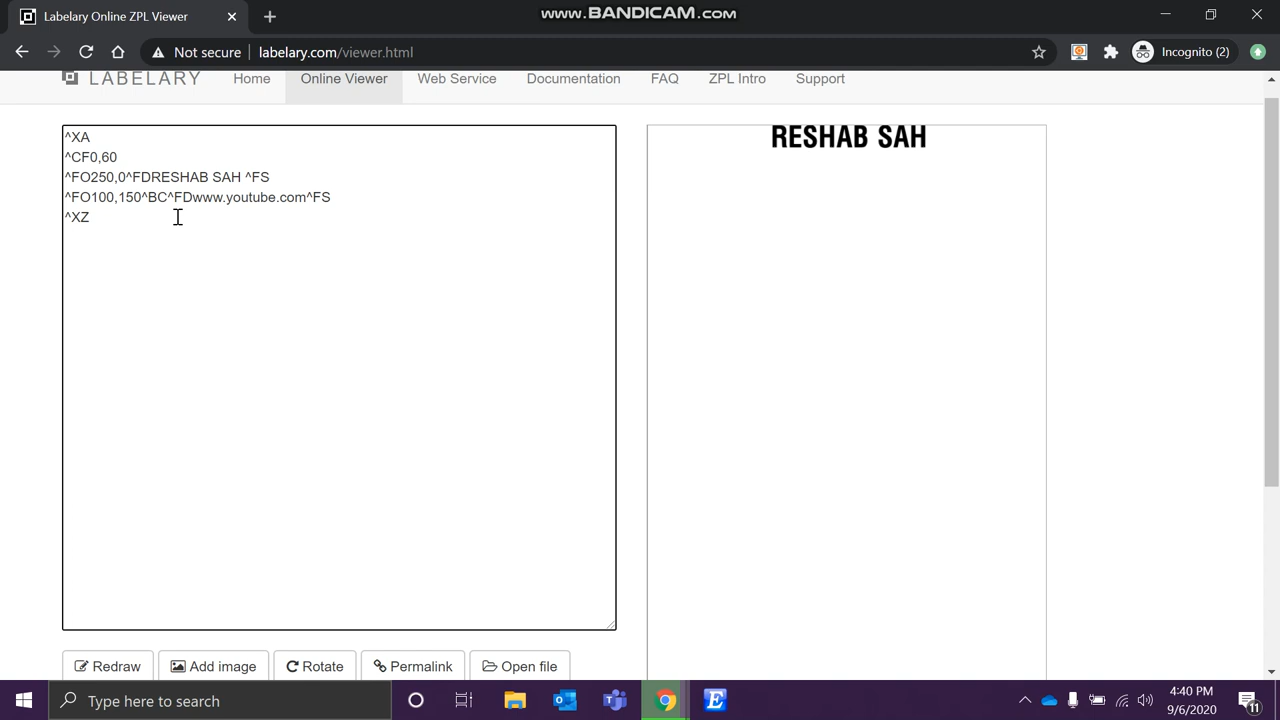 www.BANDICAM.com
Labelary Online ZPL Viewer
Not secure labelary.com/viewer.html Incognito (2)
LABELARY Home Online Viewer Web Service Documentation FAQ ZPL Intro Support
^XA
^CF0,60
^FO250,0^FDRESHAB SAH ^FS
^FO100,150^BC^FDwww.youtube.com^FS
^XZ
RESHAB SAH
Redraw Add image Rotate Permalink Open file
Type here to search
4:40 PM
9/6/2020
11